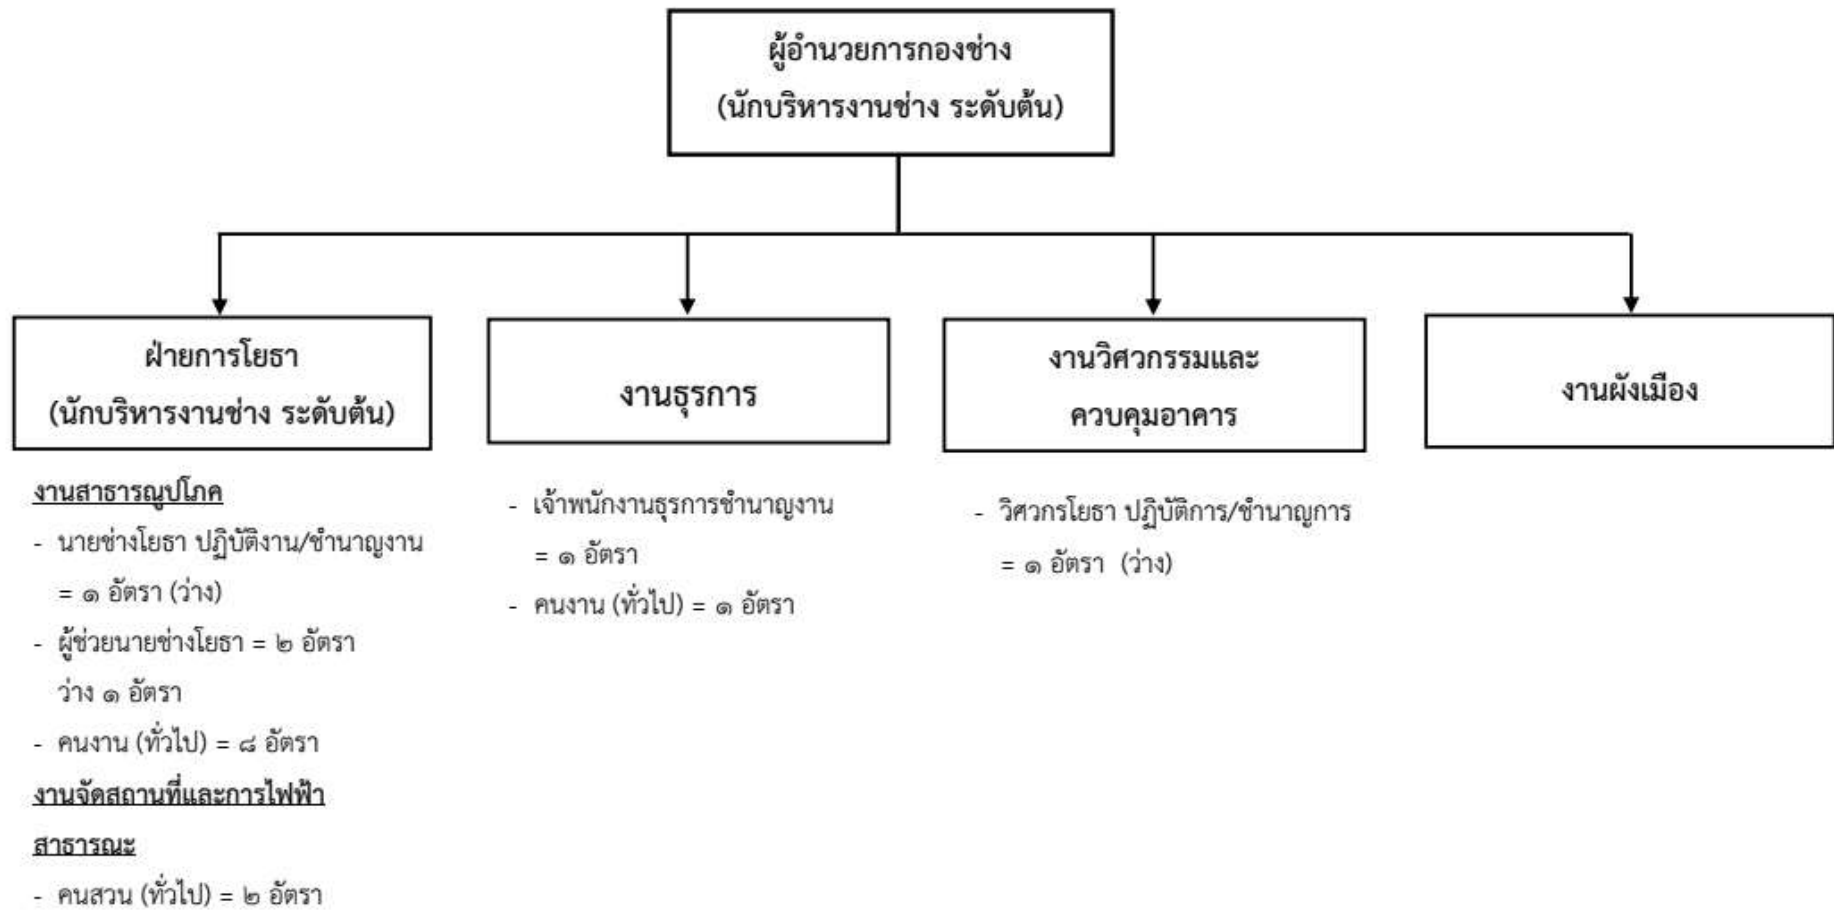 ผู้อำนวยการกองช่าง
(นักบริหารงานช่าง ระดับต้น)
ฝ่ายการโยธา
(นักบริหารงานช่าง ระดับต้น)
งานสาธารณูปโภค
- นายช่างโยธา ปฏิบัติงาน/ชำนาญงาน
= ๑ อัตรา (ว่าง)
- ผู้ช่วยนายช่างโยธา = ๒ อัตรา
ว่าง ๑ อัตรา
- คนงาน (ทั่วไป) = ๘ อัตรา
งานจัดสถานที่และการไฟฟ้า
สาธารณะ
- คนสวน (ทั่วไป) = ๒ อัตรา
งานธุรการ
- เจ้าพนักงานธุรการชำนาญงาน
= ๑ อัตรา
- คนงาน (ทั่วไป) = ๑ อัตรา
งานวิศวกรรมและ
ควบคุมอาคาร
- วิศวกรโยธา ปฏิบัติการ/ชำนาญการ
= ๑ อัตรา (ว่าง)
งานผังเมือง